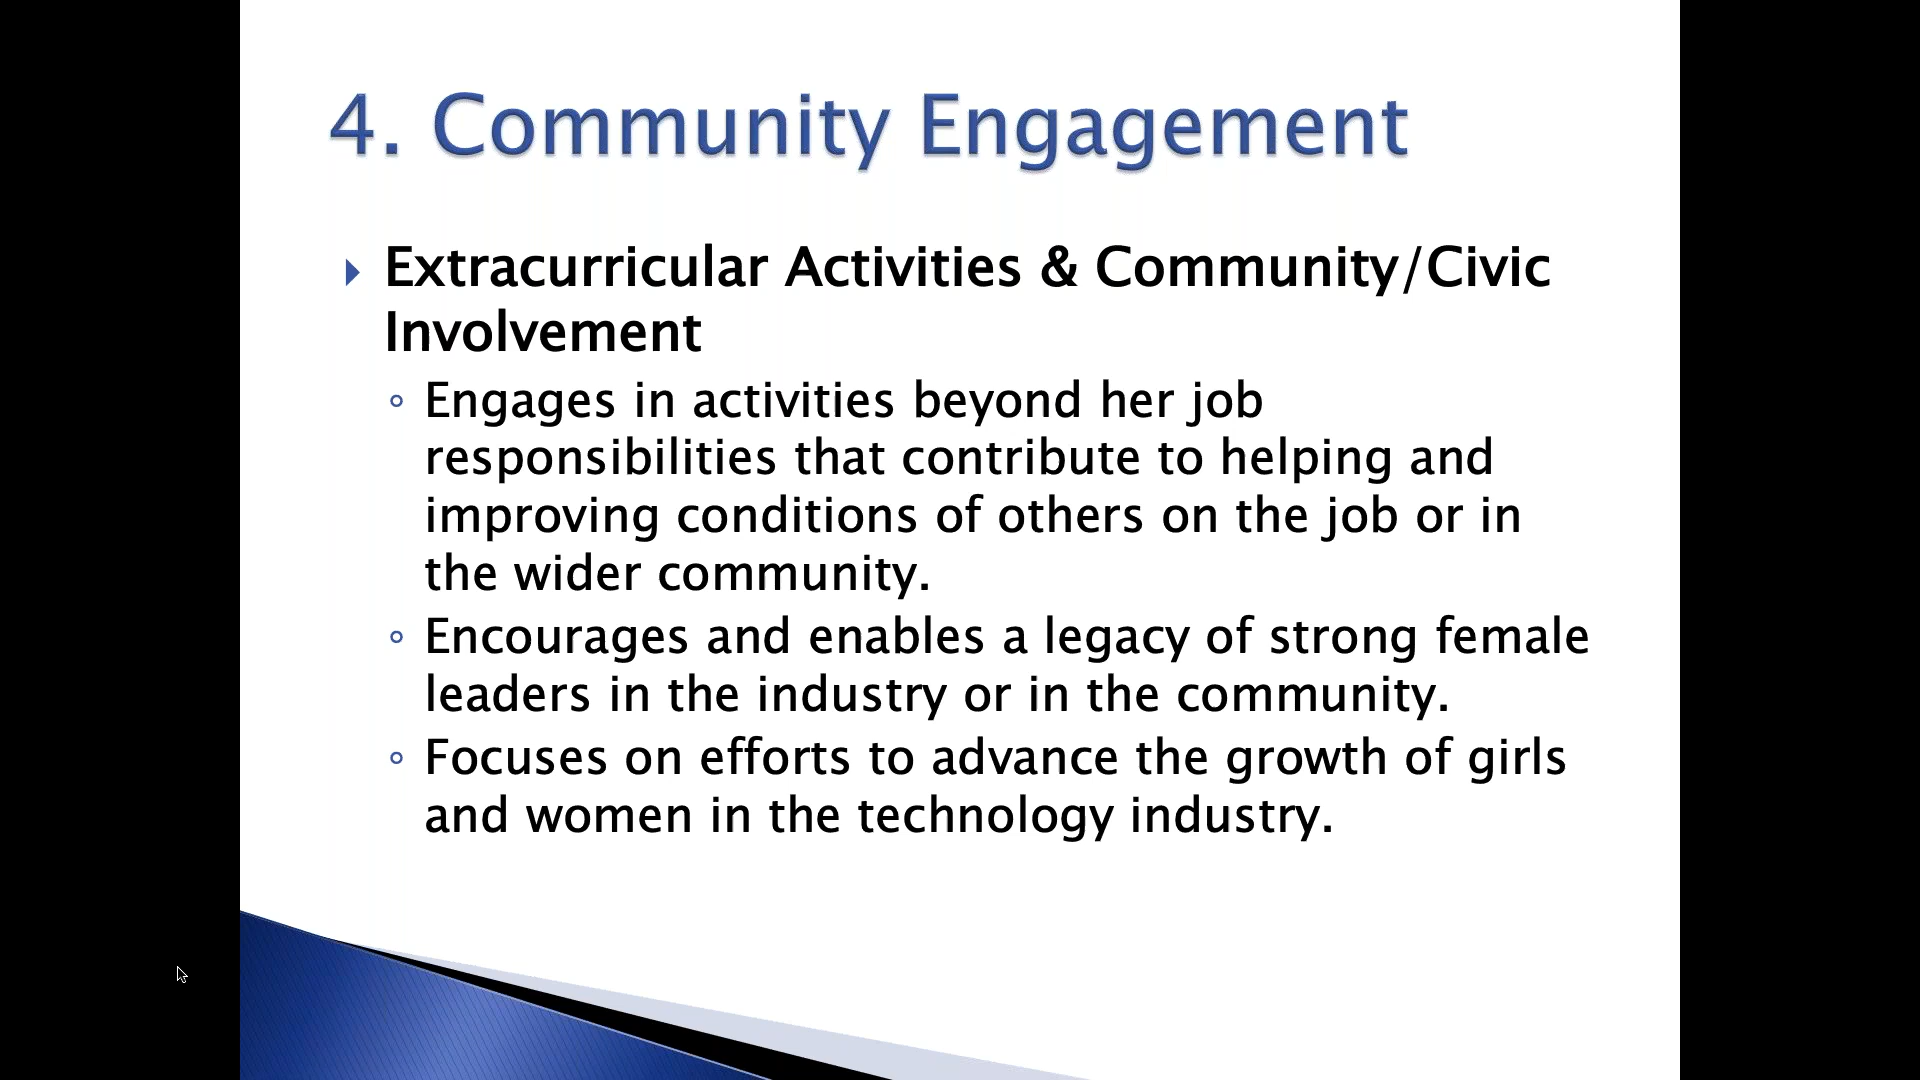 4. Community Engagement
Extracurricular Activities & Community/Civic
Involvement
Engages in activities beyond her job
responsibilities that contribute to helping and
improving conditions of others on the job or in
the wider community.
Encourages and enables a legacy of strong female
leaders in the industry or in the community.
Focuses on efforts to advance the growth of girls
and women in the technology industry.